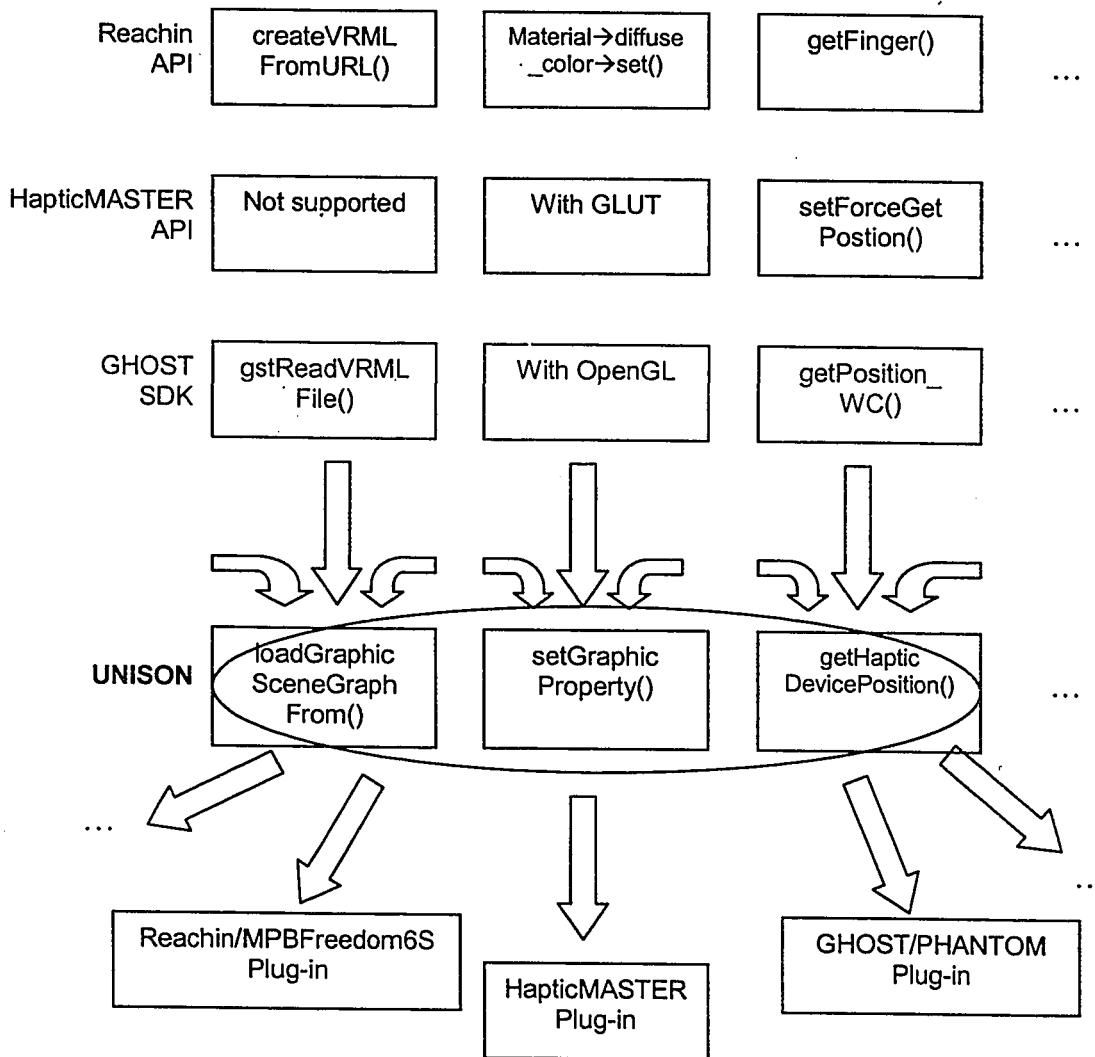 Reachin
API
createVRML
FromURL()
Material→diffuse
_color→set()
getFinger()
...
HapticMASTER
API
Not supported
With GLUT
setForceGet
Postion()
...
GHOST
SDK
gstReadVRML
File()
With OpenGL
getPosition_
WC()
...
UNISON
loadGraphic
SceneGraph
From()
setGraphic
Property()
getHaptic
DevicePosition()
...
...
..
Reachin/MPBFreedom6S
Plug-in
HapticMASTER
Plug-in
GHOST/PHANTOM
Plug-in